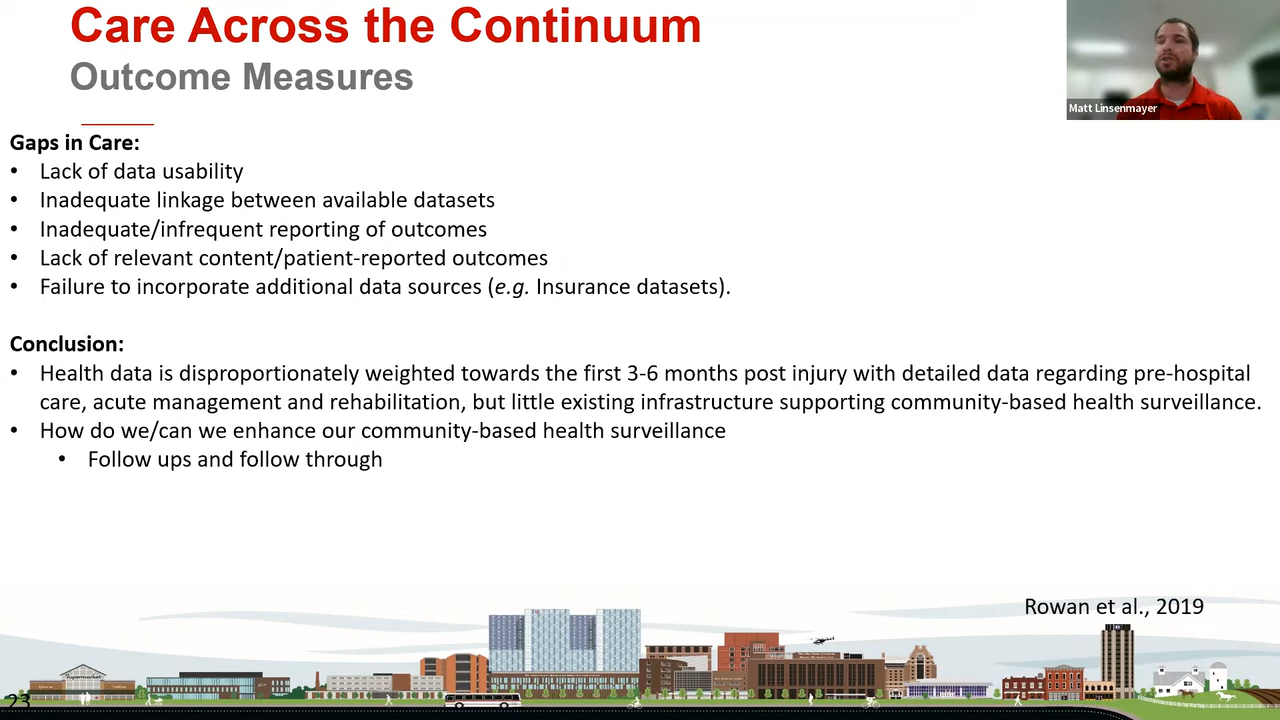 Care Across the Continuum
Outcome Measures
Matt Linsenmayer
Gaps in Care:
• Lack of data usability
• Inadequate linkage between available datasets
• Inadequate/infrequent reporting of outcomes
• Lack of relevant content/patient-reported outcomes
• Failure to incorporate additional data sources (e.g. Insurance datasets).
Conclusion:
• Health data is disproportionately weighted towards the first 3-6 months post injury with detailed data regarding pre-hospital
care, acute management and rehabilitation, but little existing infrastructure supporting community-based health surveillance.
• How do we/can we enhance our community-based health surveillance
• Follow ups and follow through
Rowan et al., 2019
Supermarket
23